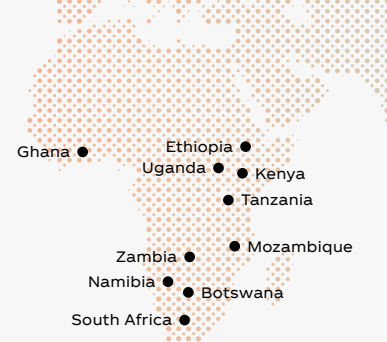 Ethiopia
Ghana
Uganda
Kenya
Tanzania
Mozambique
Zambia
Namibia
Botswana
South Africa